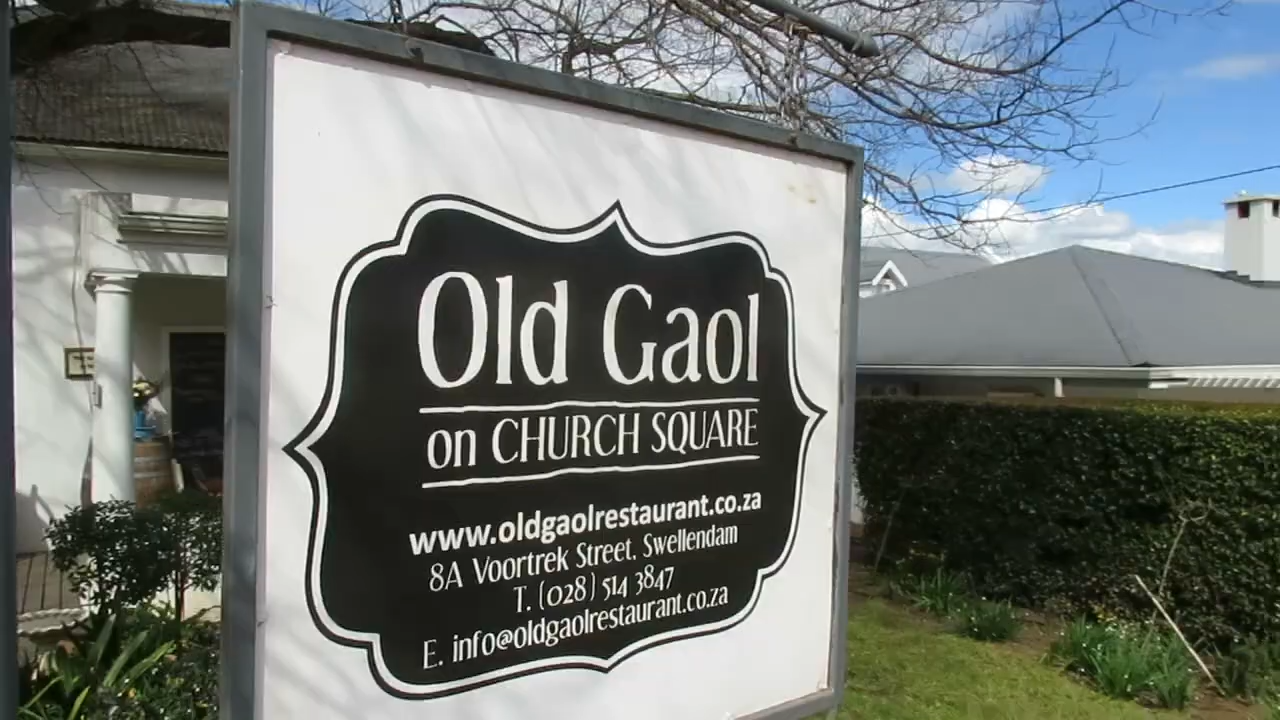 Old Gaol
on CHURCH SQUARE
www.oldgaolrestaurant.co.za
8A Voortrek Street, Swellendam
T. (028) 514 3847
E. info@oldgaolrestaurant.co.za